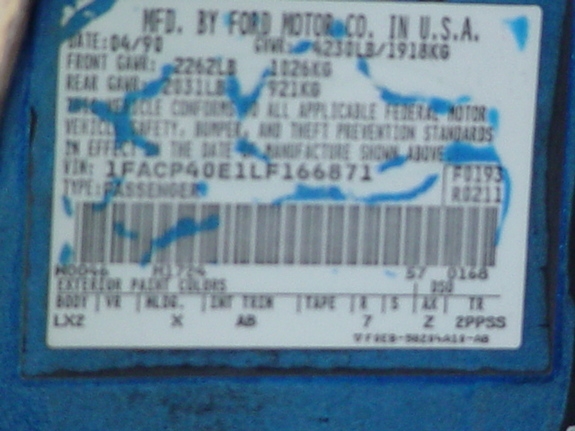 MFD. BY FORD MOTOR CO. IN U.S.A.
DATE: 04/90 GVWR: 4230LB/1918KG
FRONT GAWR: 2262LB 1026KG
REAR GAWR: 2031LB 921KG
THIS VEHICLE CONFORMS TO ALL APPLICABLE FEDERAL MOTOR
VEHICLE SAFETY, BUMPER, AND THEFT PREVENTION STANDARDS
IN EFFECT ON THE DATE OF MANUFACTURE SHOWN ABOVE
VIN: 1FACP40E1LF166871 F0193
TYPE: PASSENGER R0211
M0046 M1724 57 0168
EXTERIOR PAINT COLORS DSO
BODY VR MLDG. INT TRIM TAPE R S AX TR
LX2 X AB 7 Z 2PPSS